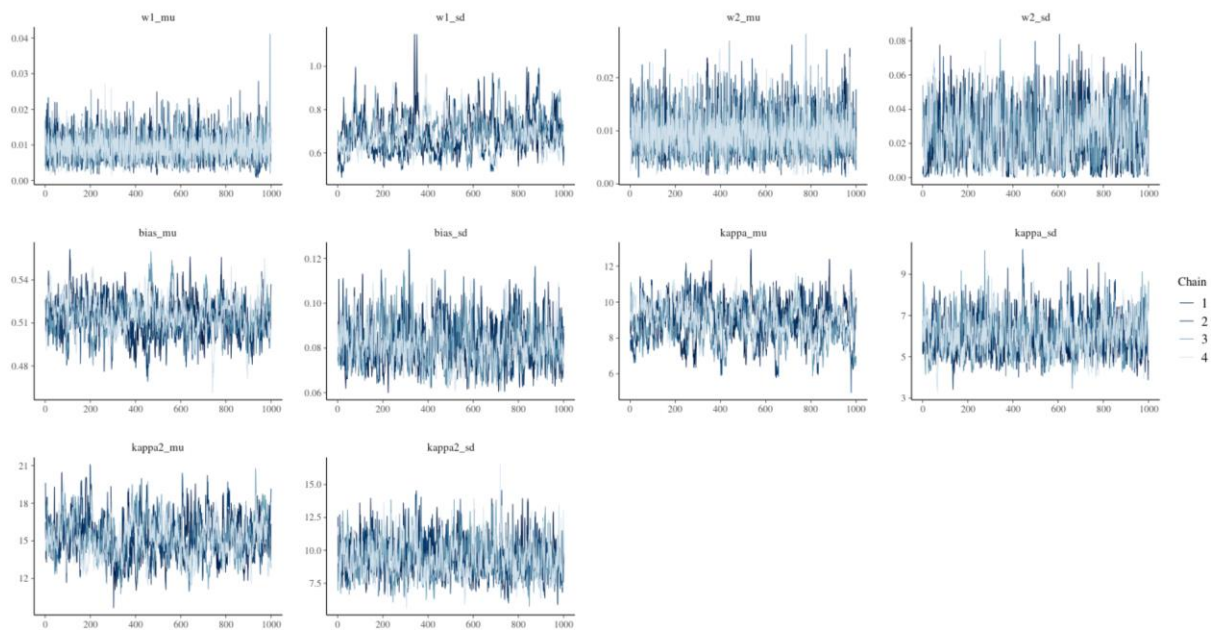 w1_mu
w1_sd
w2_mu
w2_sd
0.04
0.03
0.02
0.01
0.00
0 200 400 600 800 1000
1.0
0.8
0.6
0 200 400 600 800 1000
0.02
0.01
0.00
0 200 400 600 800 1000
0.08
0.06
0.04
0.02
0.00
0 200 400 600 800 1000
bias_mu
bias_sd
kappa_mu
kappa_sd
0.54
0.51
0.48
0 200 400 600 800 1000
0.12
0.10
0.08
0.06
0 200 400 600 800 1000
12
10
8
6
0 200 400 600 800 1000
9
7
5
3
0 200 400 600 800 1000
Chain
1
2
3
4
kappa2_mu
kappa2_sd
21
18
15
12
0 200 400 600 800 1000
15.0
12.5
10.0
7.5
0 200 400 600 800 1000